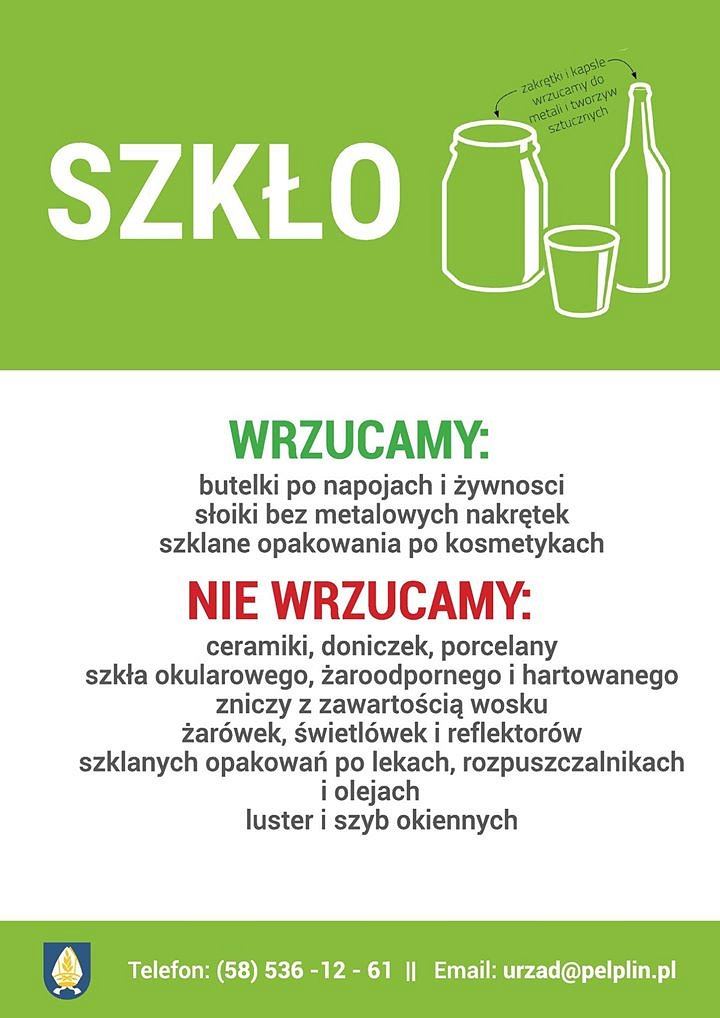 SZKŁO
zakrętki i kapsle
wrzucamy do
metali i tworzyw
sztucznych
WRZUCAMY:
butelki po napojach i żywnosci
słoiki bez metalowych nakrętek
szklane opakowania po kosmetykach
NIE WRZUCAMY:
ceramiki, doniczek, porcelany
szkła okularowego, żaroodpornego i hartowanego
zniczy z zawartością wosku
żarówek, świetlówek i reflektorów
szklanych opakowań po lekach, rozpuszczalnikach
i olejach
luster i szyb okiennych
Telefon: (58) 536 -12 - 61 || Email: urzad@pelplin.pl